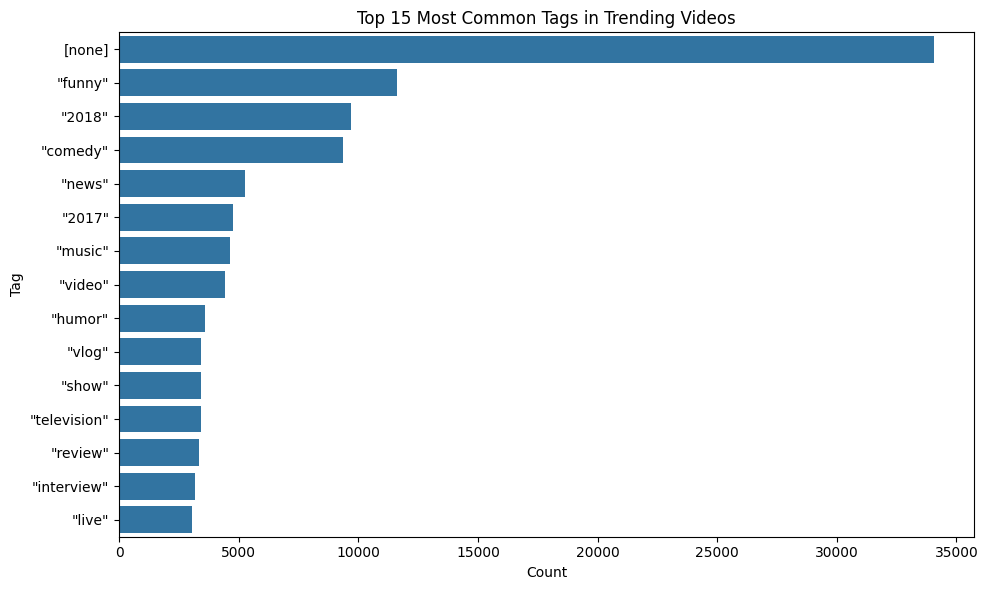 Top 15 Most Common Tags in Trending Videos
[none]
"funny"
"2018"
"comedy"
"news"
"2017"
"music"
"video"
"humor"
"vlog"
"show"
"television"
"review"
"interview"
"live"
Tag
0 5000 10000 15000 20000 25000 30000 35000
Count